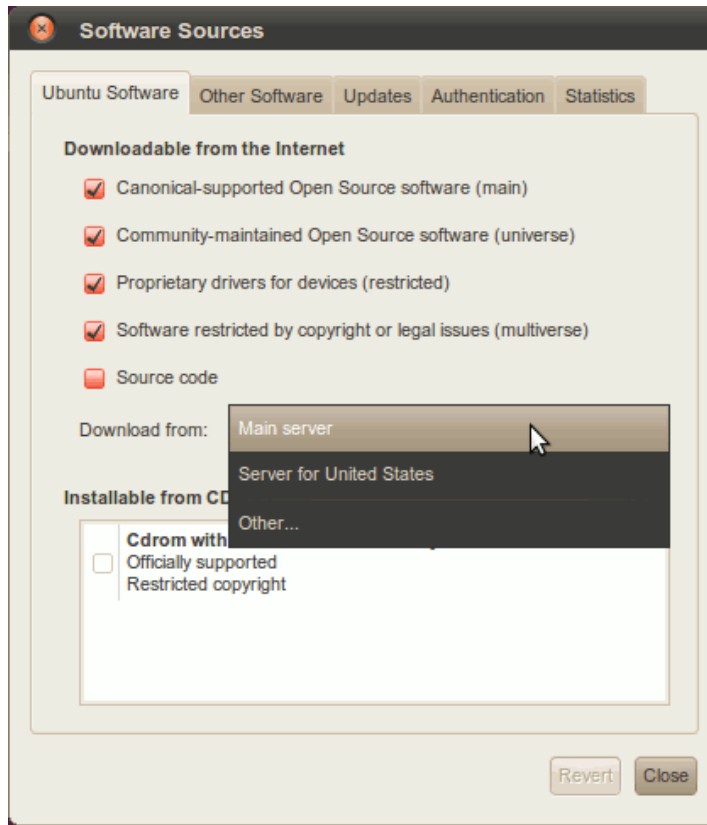 Software Sources
Ubuntu Software Other Software Updates Authentication Statistics
Downloadable from the Internet
Canonical-supported Open Source software (main)
Community-maintained Open Source software (universe)
Proprietary drivers for devices (restricted)
Software restricted by copyright or legal issues (multiverse)
Source code
Download from: Main server
Server for United States
Installable from CD
Other...
Cdrom with
Officially supported
Restricted copyright
Revert Close